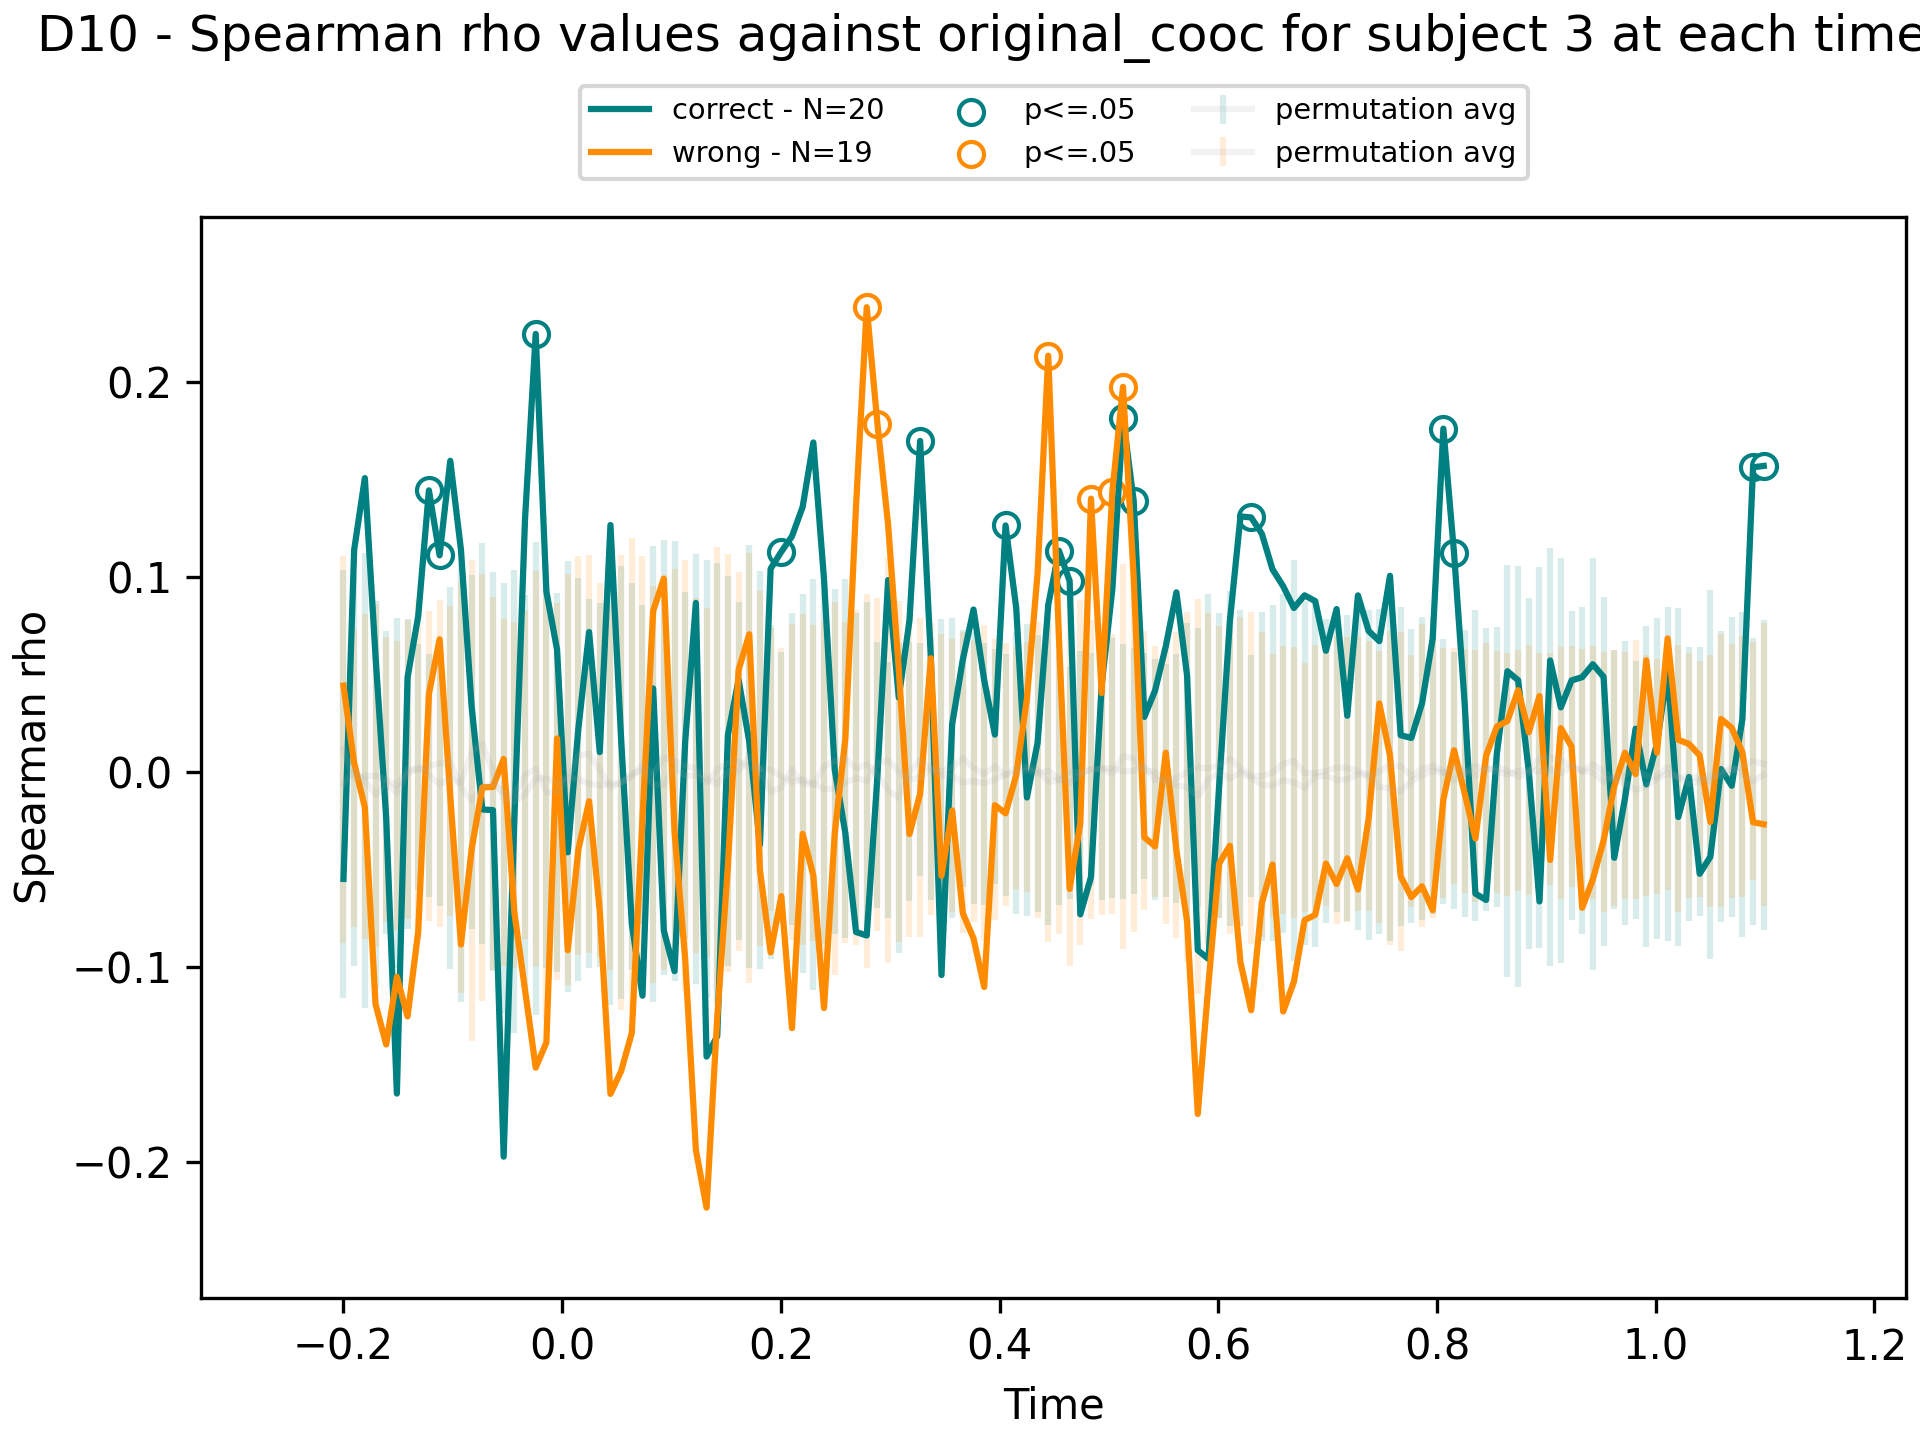 D10 - Spearman rho values against original_cooc for subject 3 at each time
correct - N=20
wrong - N=19
p<=.05
p<=.05
permutation avg
permutation avg
Spearman rho
0.2
0.1
0.0
−0.1
−0.2
−0.2 0.0 0.2 0.4 0.6 0.8 1.0 1.2
Time